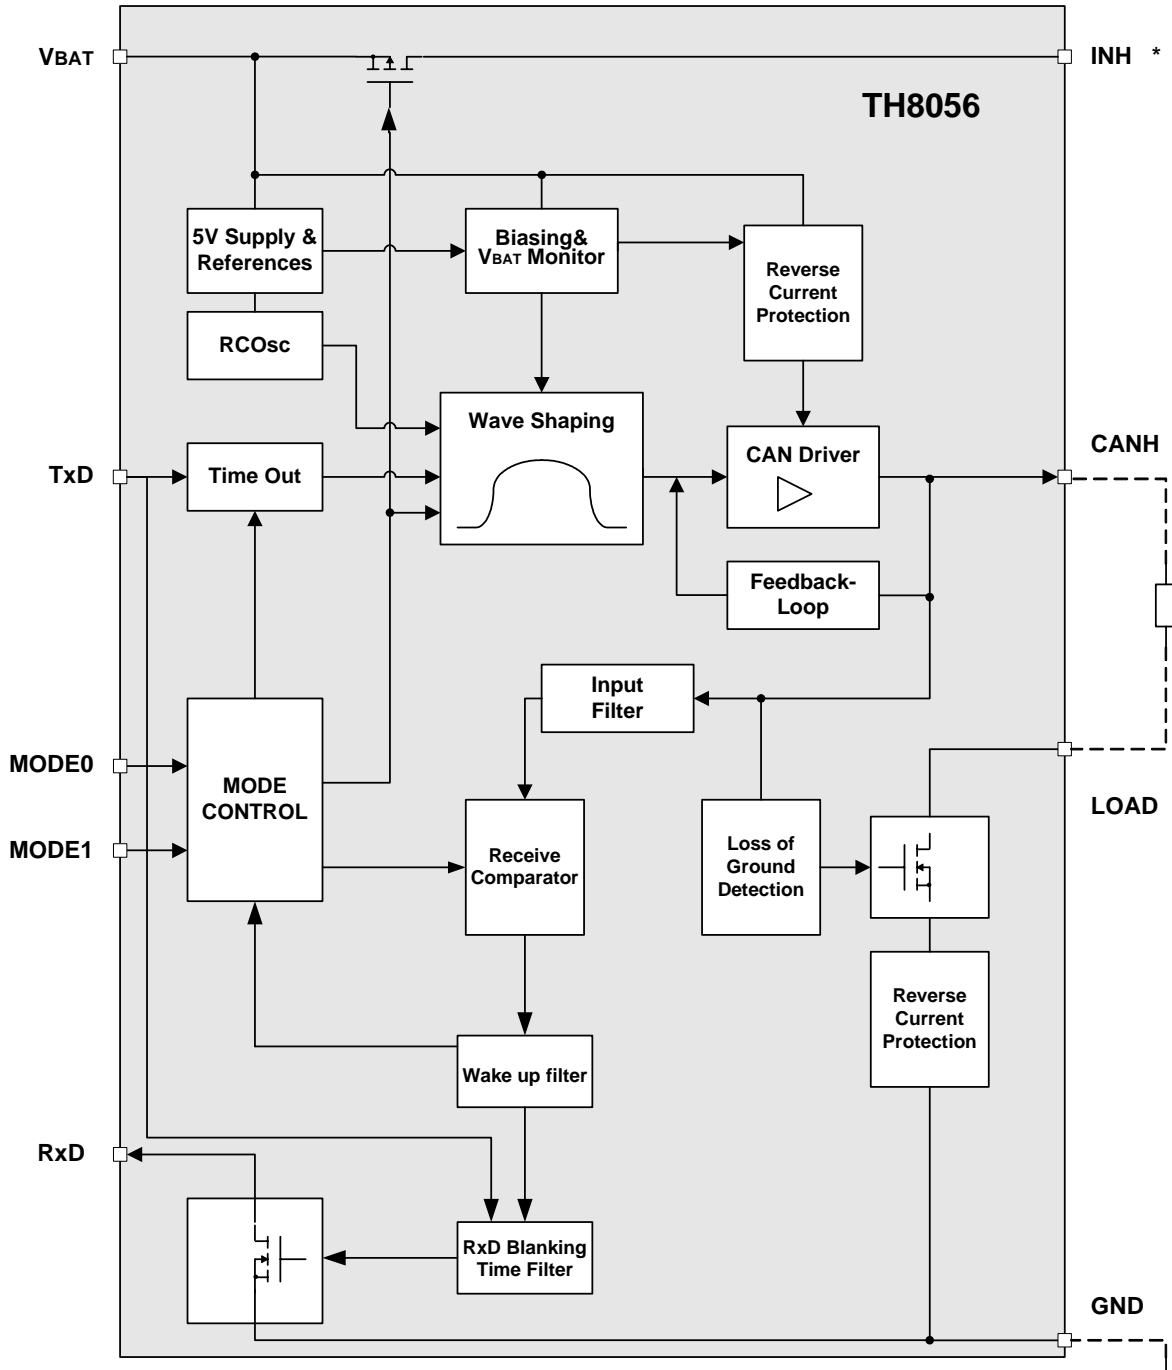 VBAT
INH *
TH8056
5V Supply &
References
Biasing&
VBAT Monitor
Reverse
Current
Protection
RCOsc
Wave Shaping
CANH
TxD
Time Out
CAN Driver
Feedback-
Loop
Input
Filter
MODE0
MODE
CONTROL
LOAD
MODE1
Receive
Comparator
Loss of
Ground
Detection
Reverse
Current
Protection
Wake up filter
RxD
RxD Blanking
Time Filter
GND